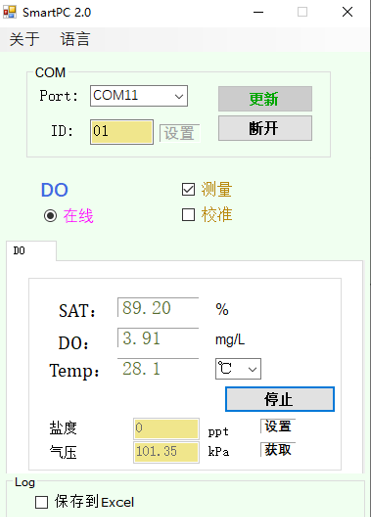 SmartPC 2.0
关于 语言
COM
Port: COM11 更新
ID: 01 设置 断开
DO 测量
在线 校准
DO
SAT: 89.20 %
DO: 3.91 mg/L
Temp: 28.1 ℃
停止
盐度 0 ppt 设置
气压 101.35 kPa 获取
Log
保存到Excel